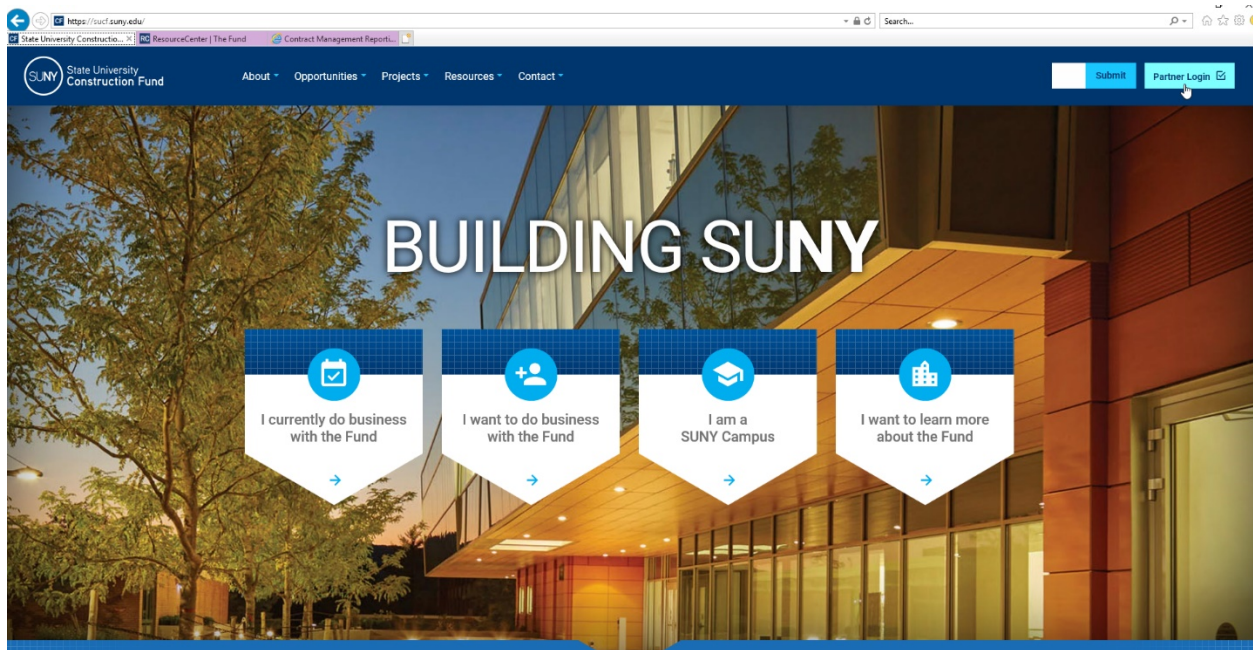 https://sucf.suny.edu/
Search...
State University Constructio...
RC ResourceCenter | The Fund
Contract Management Reporti...
SUNY
State University
Construction Fund
About
Opportunities
Projects
Resources
Contact
Submit
Partner Login
BUILDING SUNY
I currently do business
with the Fund
I want to do business
with the Fund
I am a
SUNY Campus
I want to learn more
about the Fund